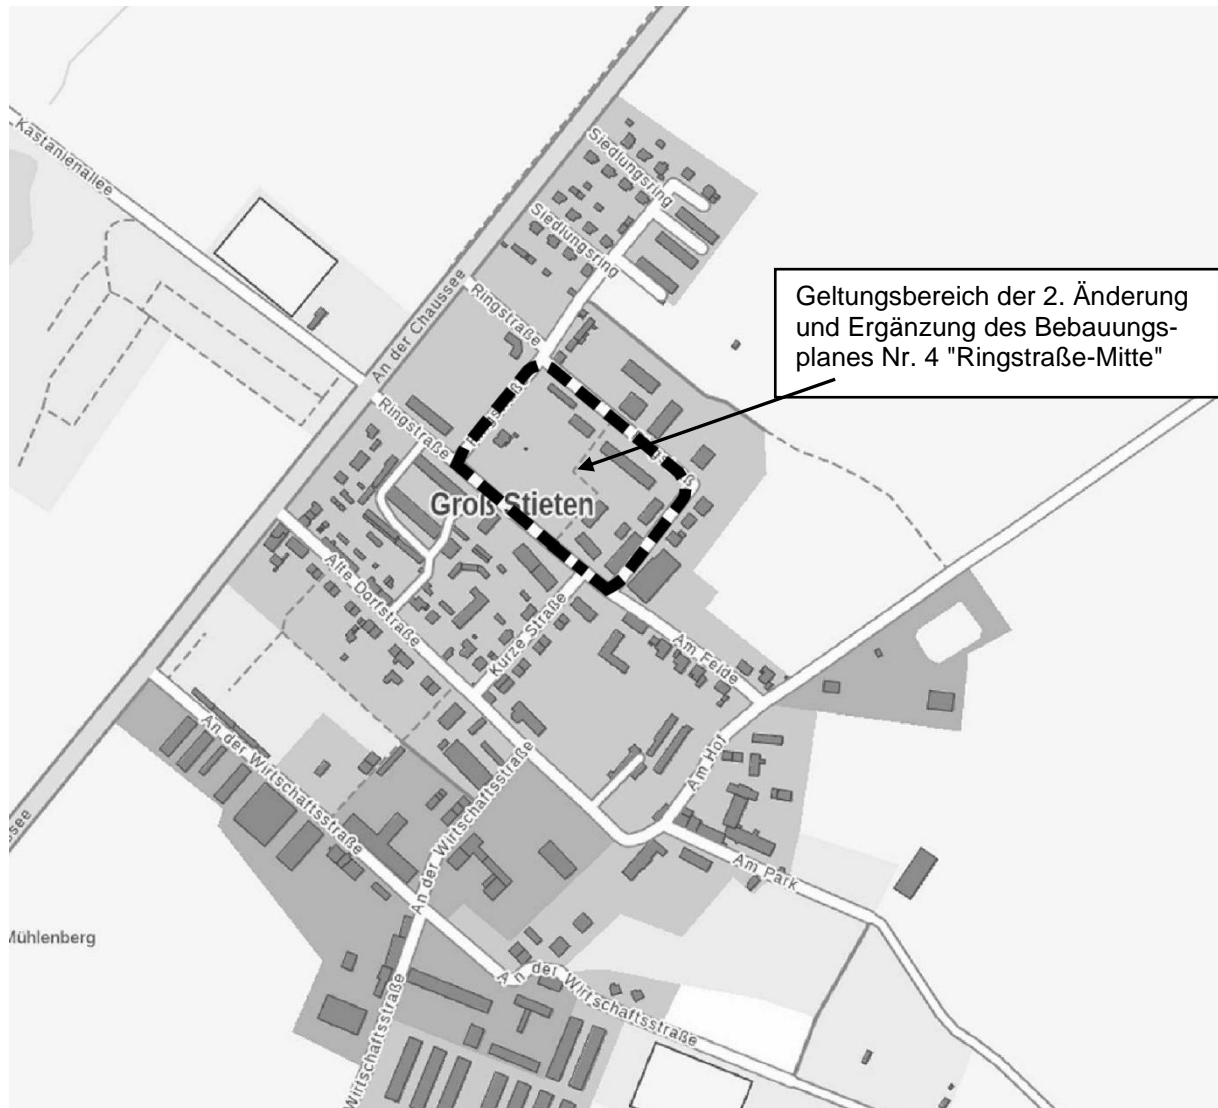 Kastanienallee
Siedlungsring
Siedlungsring
An der Chaussee
Ringstraße
Geltungsbereich der 2. Änderung
und Ergänzung des Bebauungs-
planes Nr. 4 "Ringstraße-Mitte"
Ringstraße
Groß Stieten
Alte Dorfstraße
Kurze Straße
Am Felde
An der Wirtschaftsstraße
An der Wirtschaftsstraße
Am Hof
Am Park
ühlenberg
An der Wirtschaftsstraße
Wirtschaftsstraße